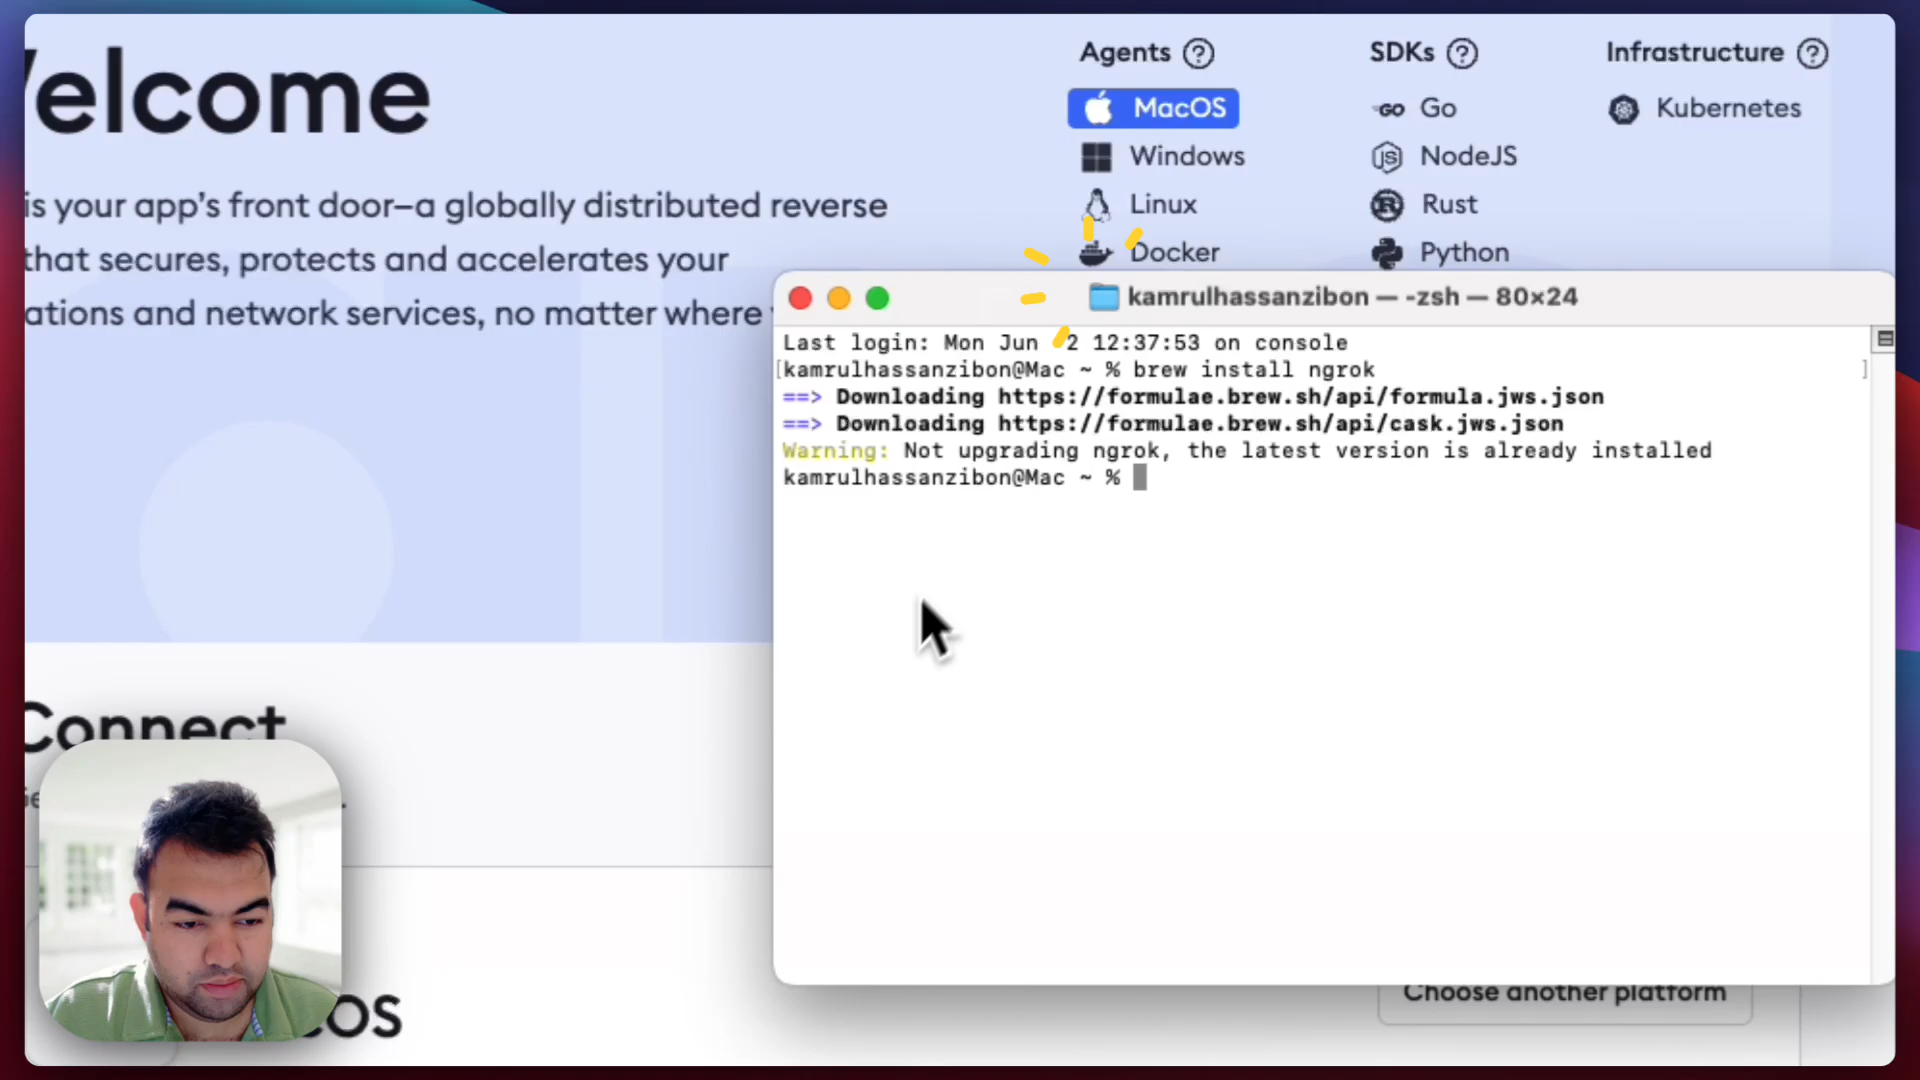 Welcome
is your app's front door—a globally distributed reverse
that secures, protects and accelerates your
ations and network services, no matter where
Agents
MacOS
Windows
Linux
Docker
SDKs
Go
NodeJS
Rust
Python
Infrastructure
Kubernetes
kamrulhassanzibon — -zsh — 80×24
Last login: Mon Jun 2 12:37:53 on console
[kamrulhassanzibon@Mac ~ % brew install ngrok ]
==> Downloading https://formulae.brew.sh/api/formula.jws.json
==> Downloading https://formulae.brew.sh/api/cask.jws.json
Warning: Not upgrading ngrok, the latest version is already installed
kamrulhassanzibon@Mac ~ %
Connect
OS
Choose another platform